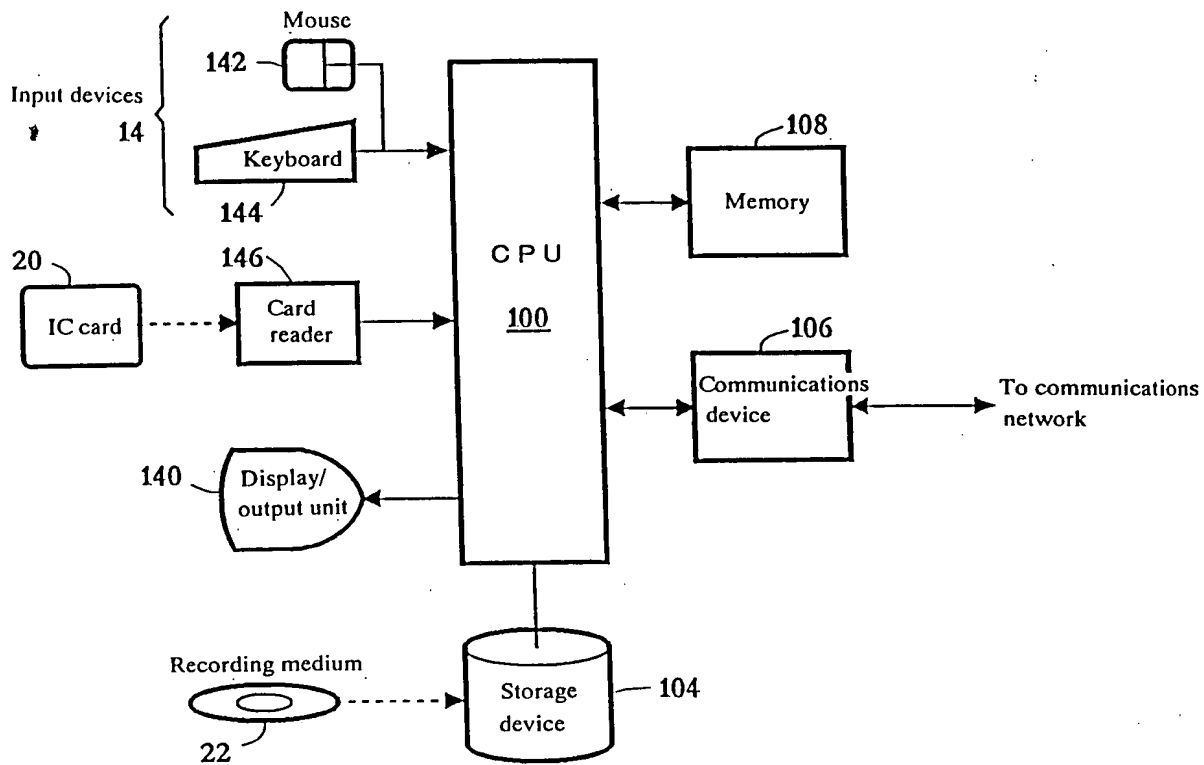 Mouse
142
Input devices
14
Keyboard
144
108
Memory
CPU
100
20
IC card
146
Card
reader
106
Communications
device
To communications
network
140
Display/
output unit
Recording medium
22
Storage
device
104